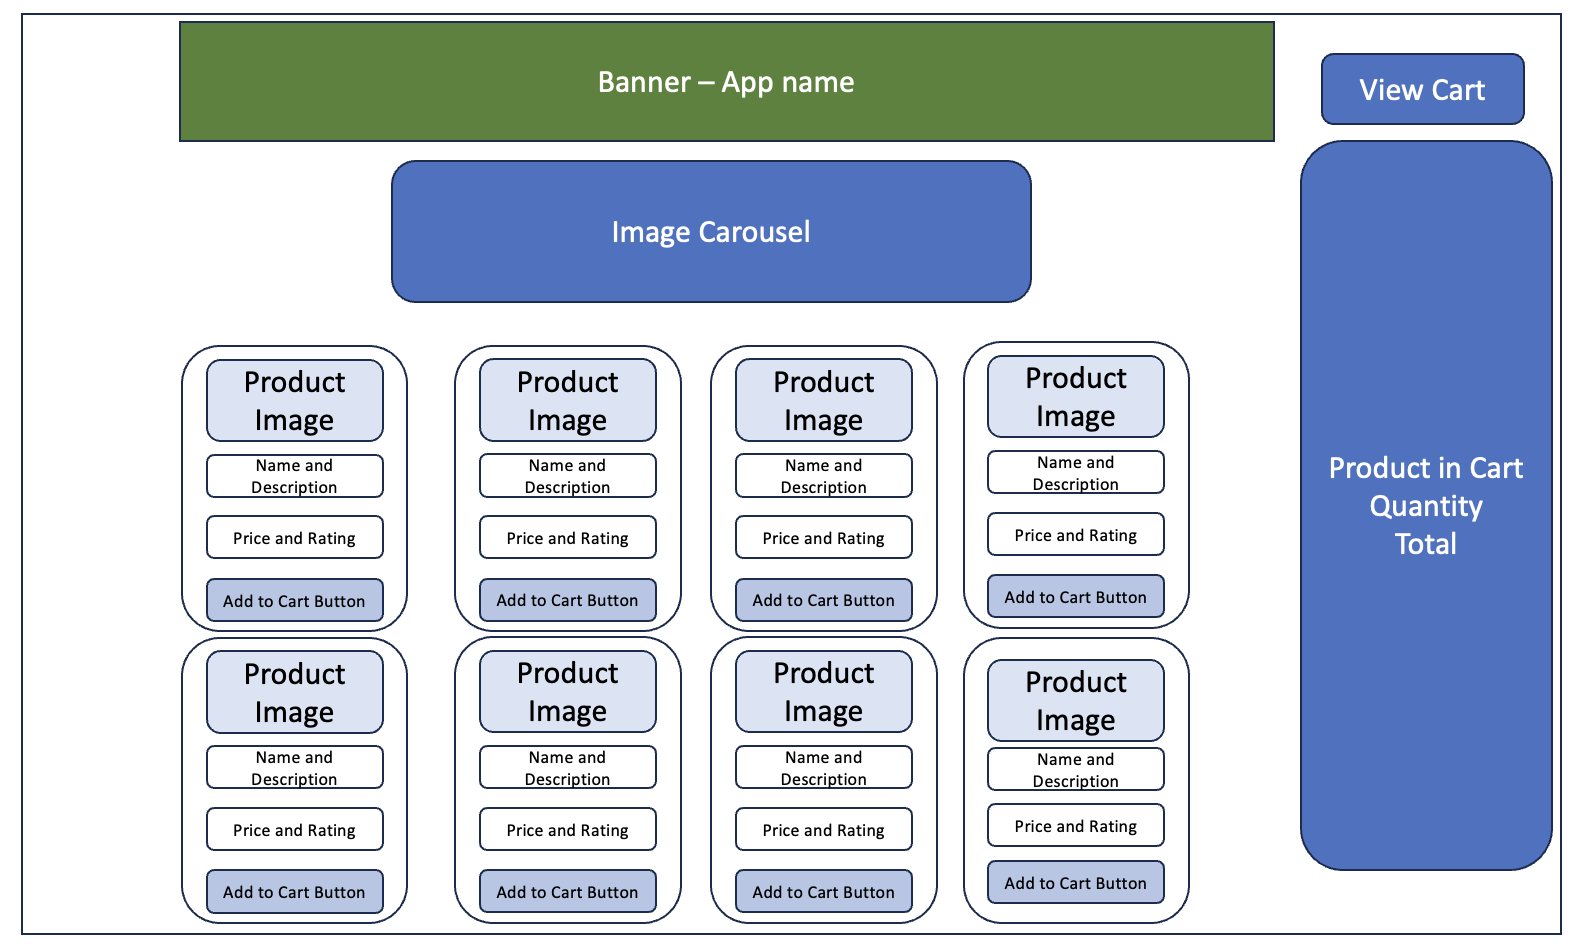 Banner – App name
View Cart
Image Carousel
Product
Image
Name and
Description
Price and Rating
Add to Cart Button
Product
Image
Name and
Description
Price and Rating
Add to Cart Button
Product
Image
Name and
Description
Price and Rating
Add to Cart Button
Product
Image
Name and
Description
Price and Rating
Add to Cart Button
Product
Image
Name and
Description
Price and Rating
Add to Cart Button
Product
Image
Name and
Description
Price and Rating
Add to Cart Button
Product
Image
Name and
Description
Price and Rating
Add to Cart Button
Product
Image
Name and
Description
Price and Rating
Add to Cart Button
Product in Cart
Quantity
Total